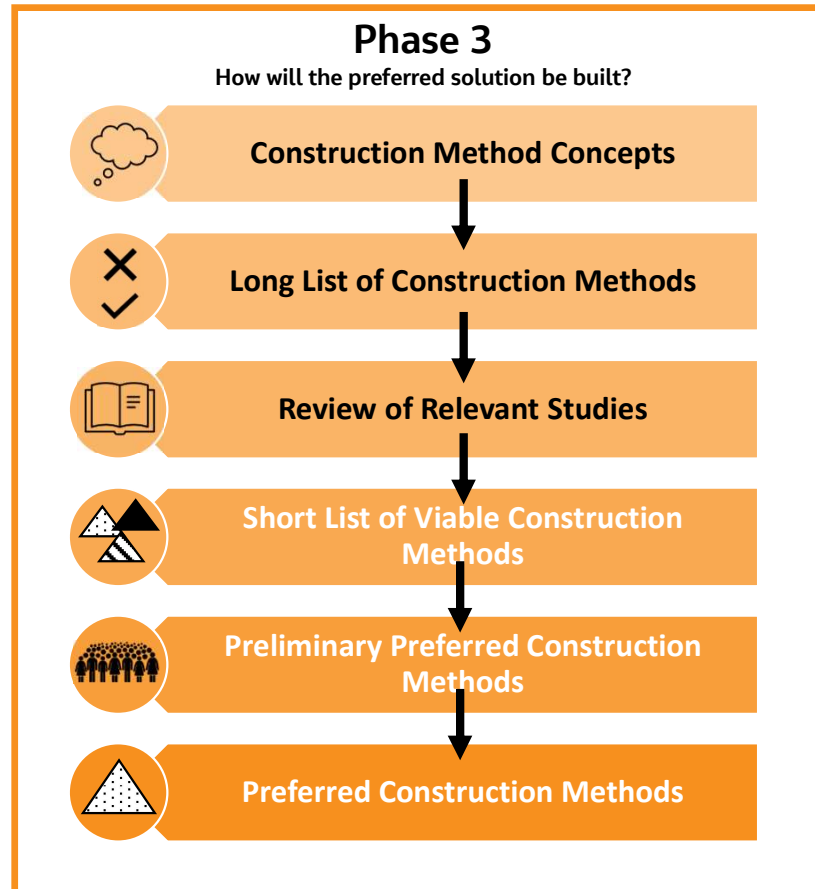 Phase 3
How will the preferred solution be built?
Construction Method Concepts
Long List of Construction Methods
Review of Relevant Studies
Short List of Viable Construction
Methods
Preliminary Preferred Construction
Methods
Preferred Construction Methods